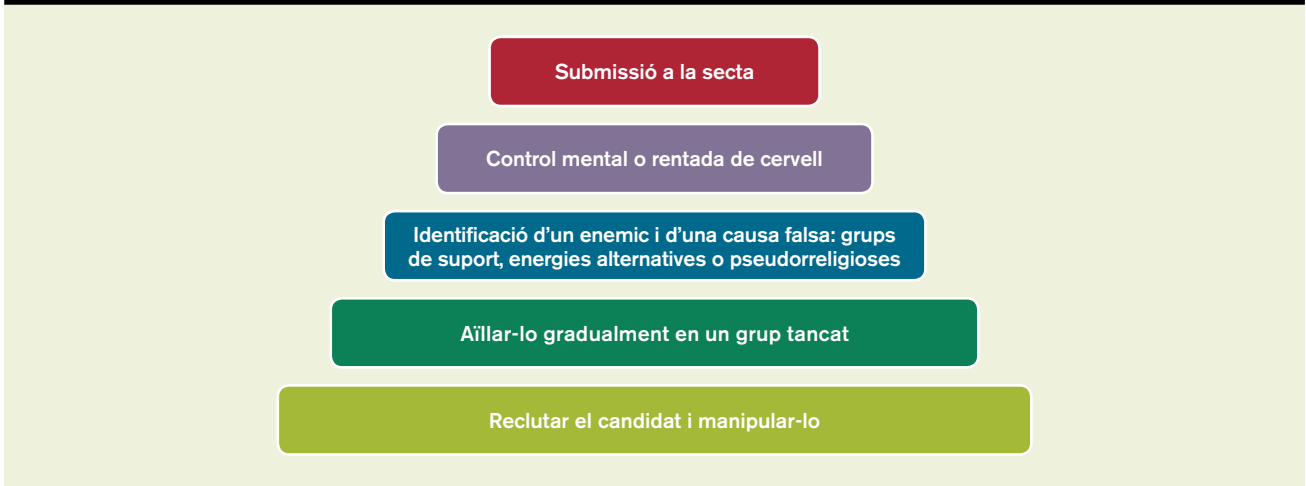 Submissió a la secta
Control mental o rentada de cervell
Identificació d’un enemic i d’una causa falsa: grups
de suport, energies alternatives o pseudorreligioses
Aïllar-lo gradualment en un grup tancat
Reclutar el candidat i manipular-lo